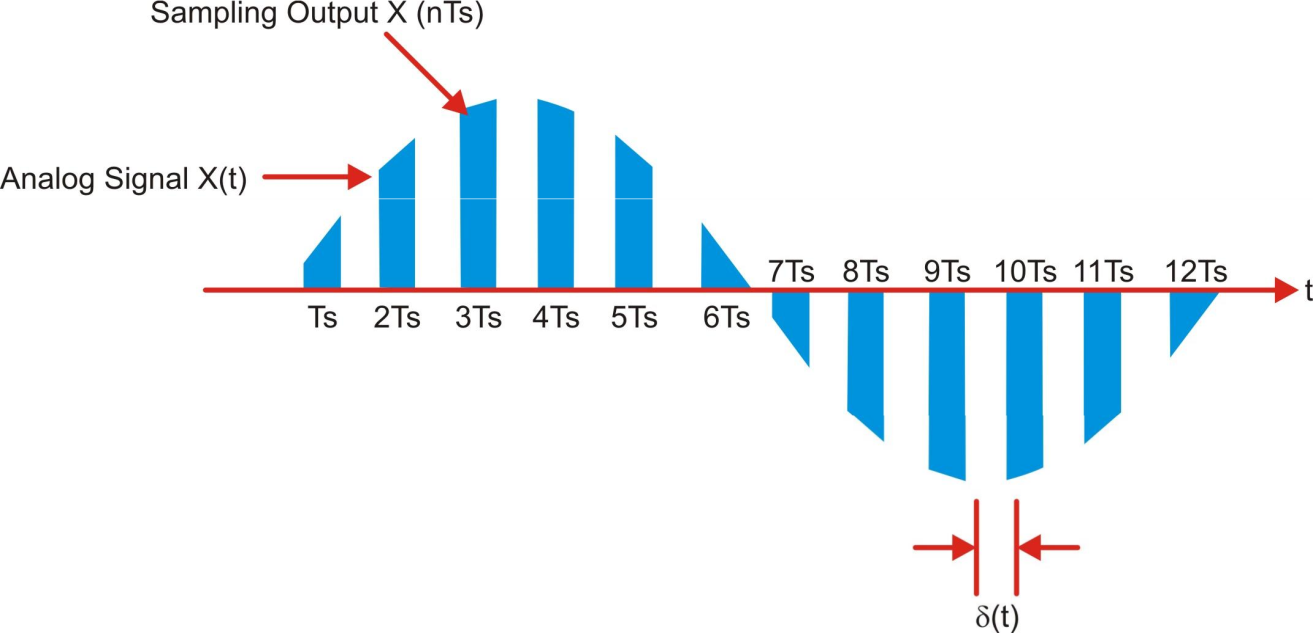 Sampling Output X (nTs)
Analog Signal X(t)
7Ts 8Ts 9Ts 10Ts 11Ts 12Ts
t
Ts 2Ts 3Ts 4Ts 5Ts 6Ts
δ(t)